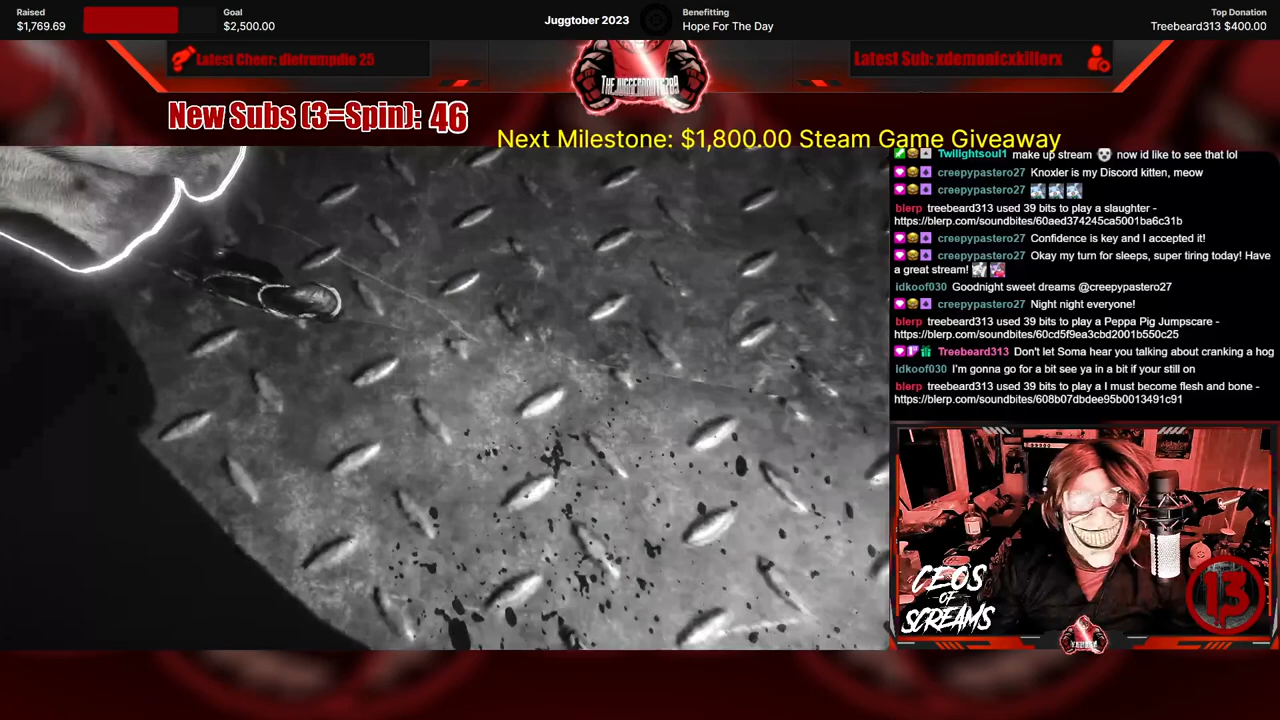 Raised
$1,769.69
Goal
$2,500.00
Juggtober 2023
Benefitting
Hope For The Day
Top Donation
Treebeard313 $400.00
Latest Cheer: dietrumpdie 25
THEJUGGERNAUTG789
Latest Sub: xdemonicxkillerx
New Subs (3=Spin): 46
Next Milestone: $1,800.00 Steam Game Giveaway
Twilightsoul1 make up stream now id like to see that lol
creepypastero27 Knoxler is my Discord kitten, meow
creepypastero27
blerp treebeard313 used 39 bits to play a slaughter -
https://blerp.com/soundbites/60aed374245ca5001ba6c31b
creepypastero27 Confidence is key and I accepted it!
creepypastero27 Okay my turn for sleeps, super tiring today! Have
a great stream!
idkoof030 Goodnight sweet dreams @creepypastero27
creepypastero27 Night night everyone!
blerp treebeard313 used 39 bits to play a Peppa Pig Jumpscare -
https://blerp.com/soundbites/60cd5f9ea3cbd2001b550c25
Treebeard313 Don't let Soma hear you talking about cranking a hog
idkoof030 I'm gonna go for a bit see ya in a bit if your still on
blerp treebeard313 used 39 bits to play a I must become flesh and bone -
https://blerp.com/soundbites/608b07dbdee95b0013491c91
CEOS
OF
SCREAMS
13